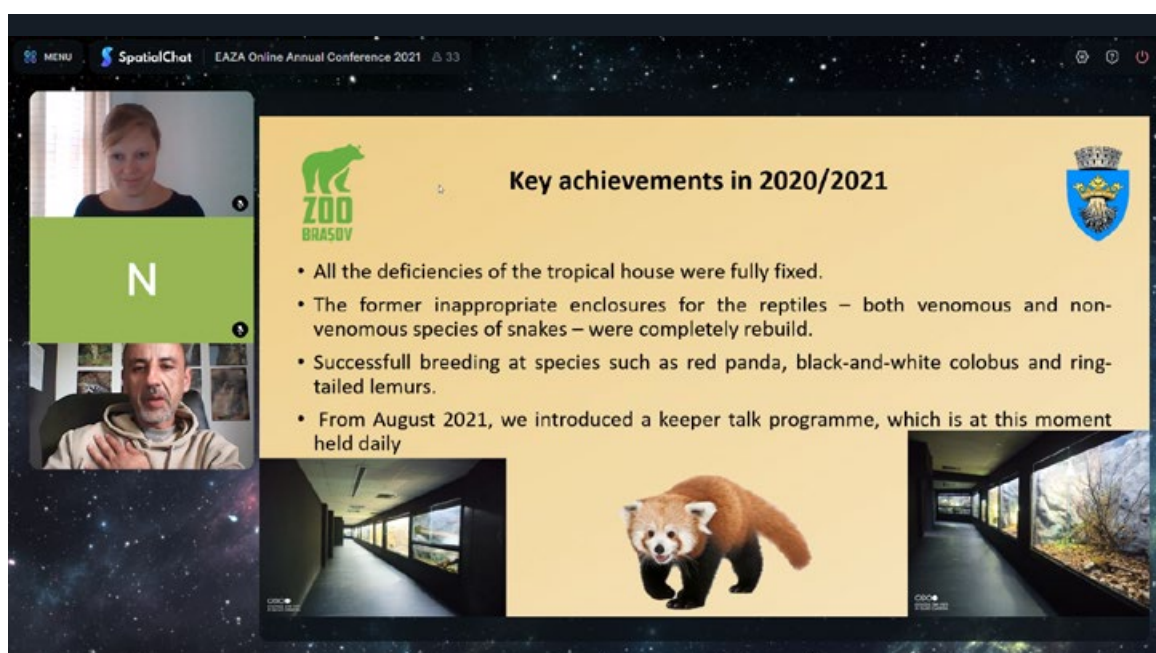 MENU
SpatialChat
EAZA Online Annual Conference 2021
33
N
ZOO
BRAȘOV
Key achievements in 2020/2021
• All the deficiencies of the tropical house were fully fixed.
• The former inappropriate enclosures for the reptiles – both venomous and non-
venomous species of snakes – were completely rebuild.
• Successfull breeding at species such as red panda, black-and-white colobus and ring-
tailed lemurs.
• From August 2021, we introduced a keeper talk programme, which is at this moment
held daily